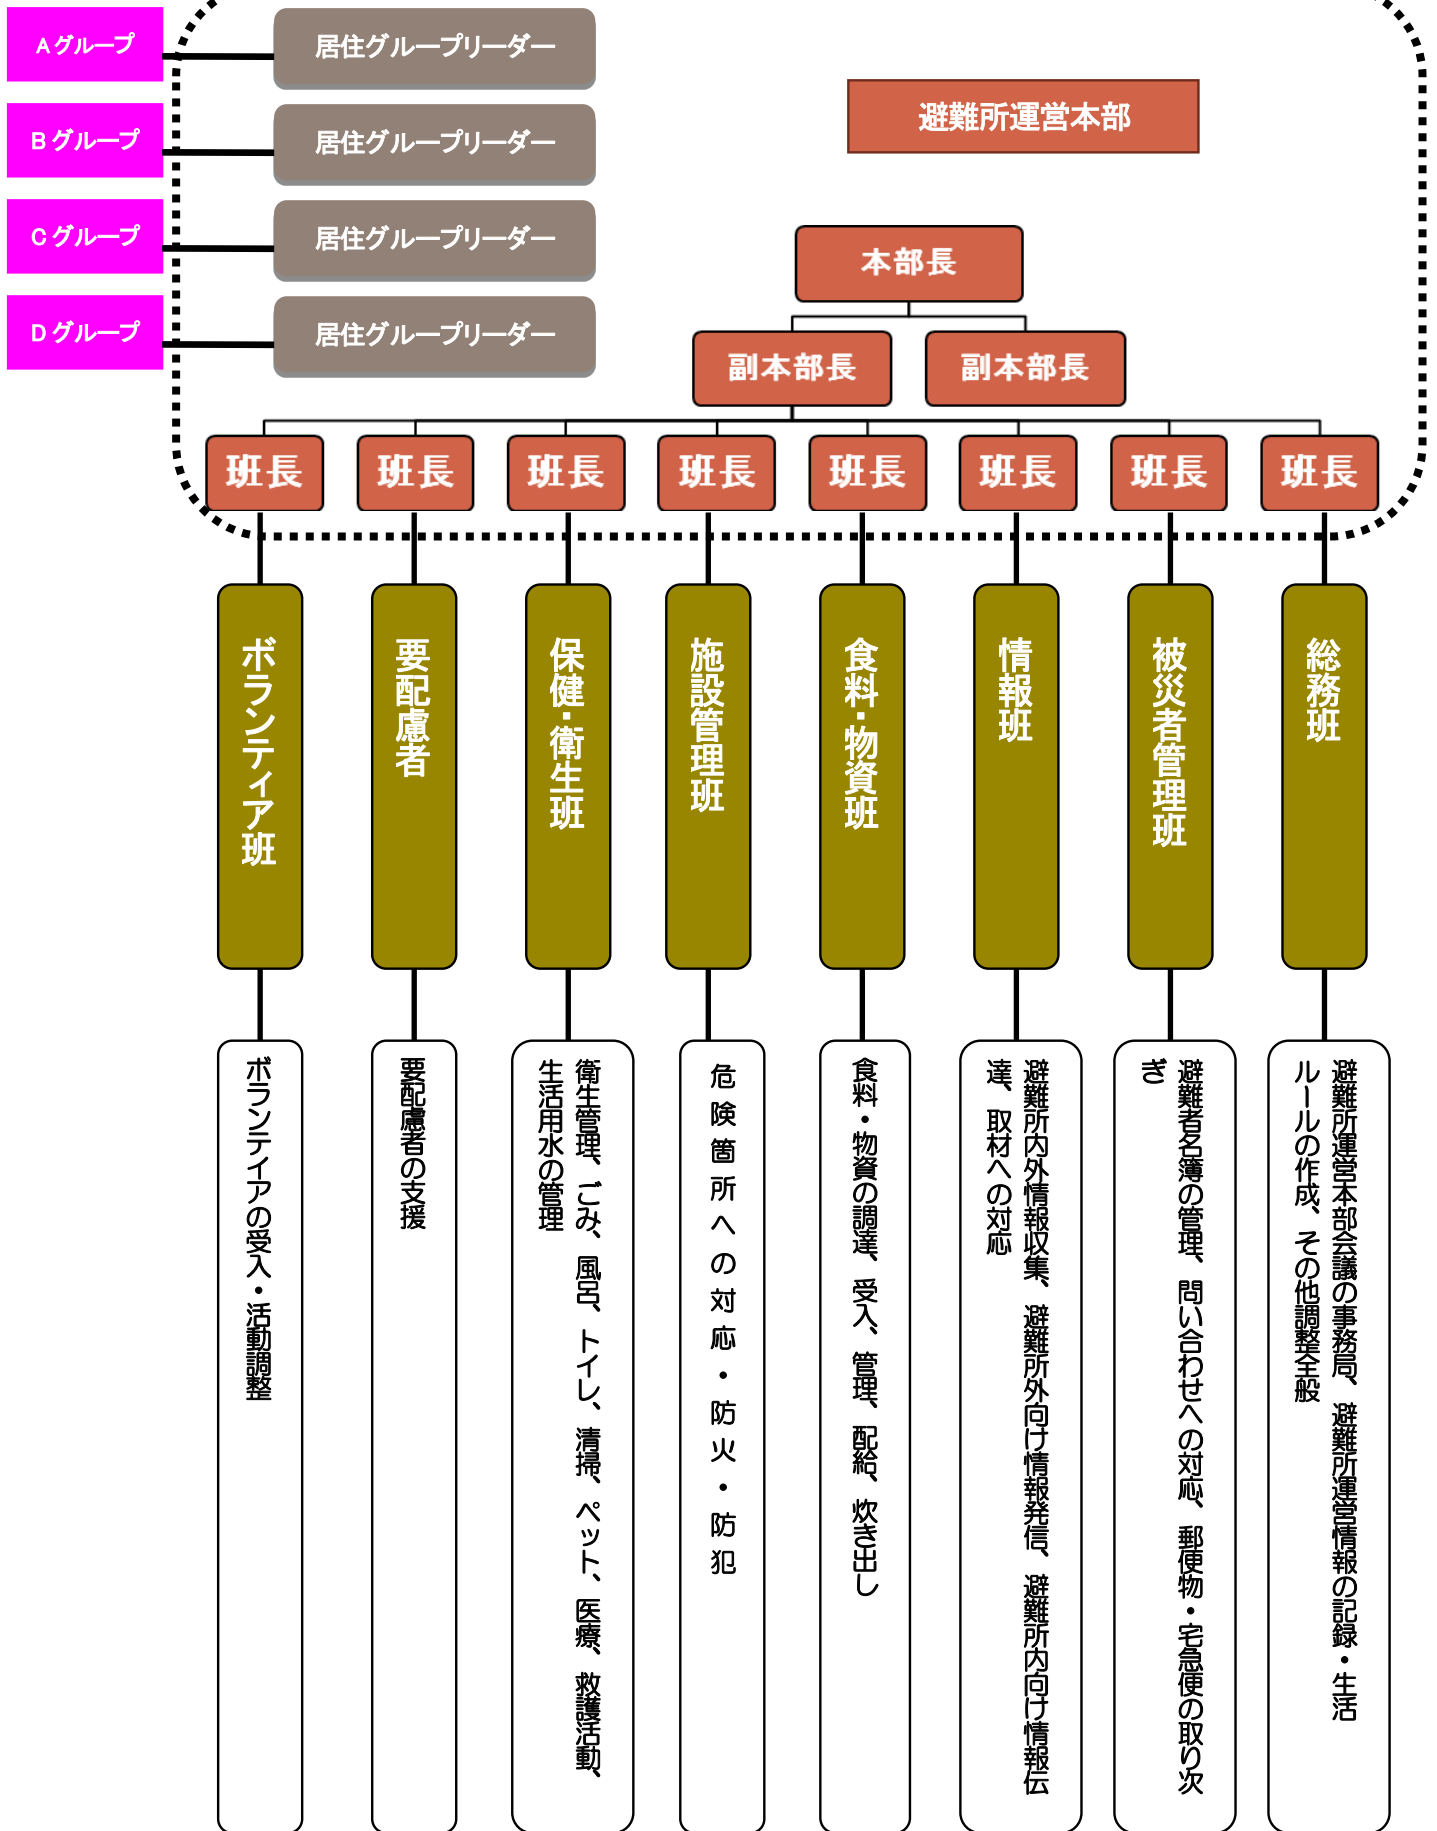 Aグループ
居住グループリーダー
Bグループ
居住グループリーダー
Cグループ
居住グループリーダー
Dグループ
居住グループリーダー
避難所運営本部
本部長
副本部長
副本部長
班長
班長
班長
班長
班長
班長
班長
班長
総務班
被災者管理班
情報班
食料・物資班
施設管理班
保健・衛生班
要配慮者
ボランティア班
避難所運営本部会議の事務局、避難所運営情報の記録・生活
ルールの作成、その他調整全般
避難者名簿の管理、問い合わせへの対応、郵便物・宅急便の取り次
ぎ
避難所内外情報収集、避難所外向け情報発信、避難所内向け情報伝
達、取材への対応
食料・物資の調達、受入、管理、配給、炊き出し
危険箇所への対応・防火・防犯
衛生管理、ごみ、風呂、トイレ、清掃、ペット、医療、救護活動、
生活用水の管理
要配慮者の支援
ボランテイアの受入・活動調整